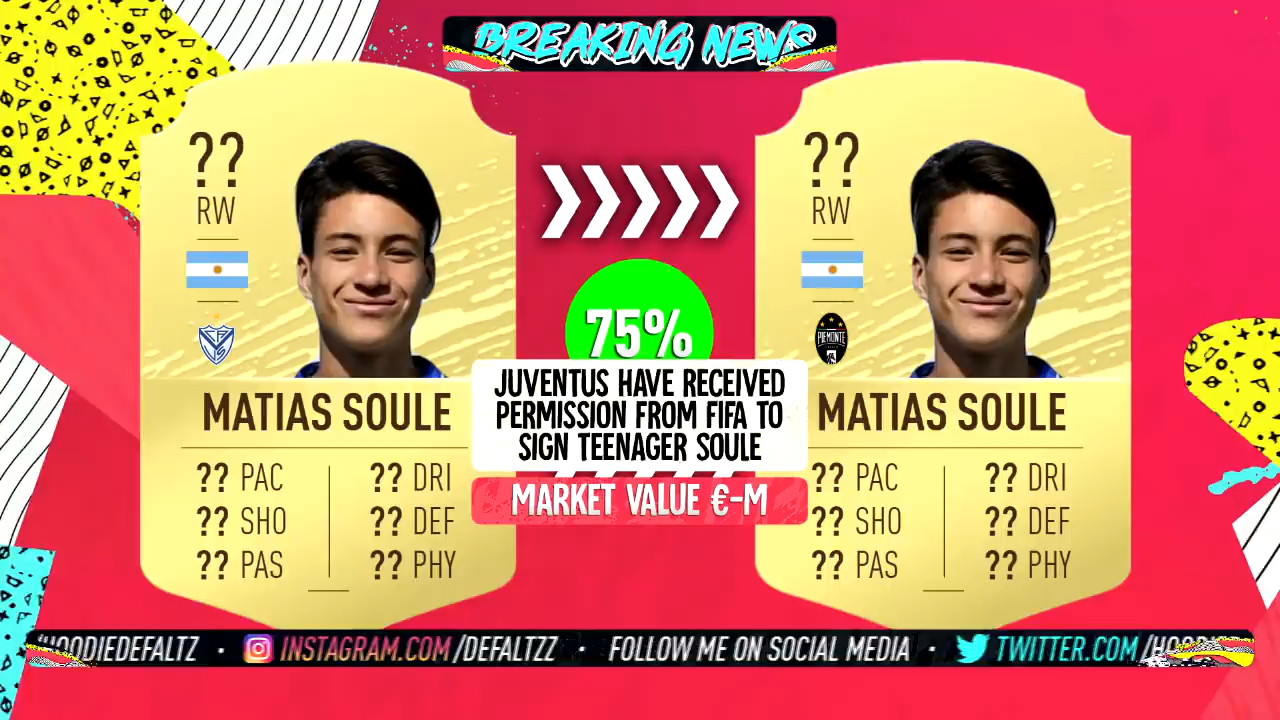 BREAKING NEWS
??
RW
MATIAS SOULE
?? PAC
?? DRI
?? SHO
?? DEF
?? PAS
?? PHY
75%
JUVENTUS HAVE RECEIVED
PERMISSION FROM FIFA TO
SIGN TEENAGER SOULE
MARKET VALUE €-M
??
RW
PIEMONTE
MATIAS SOULE
?? PAC
?? DRI
?? SHO
?? DEF
?? PAS
?? PHY
/HOODIEDEFALTZ · INSTAGRAM.COM/DEFALTZZ · FOLLOW ME ON SOCIAL MEDIA · TWITTER.COM/